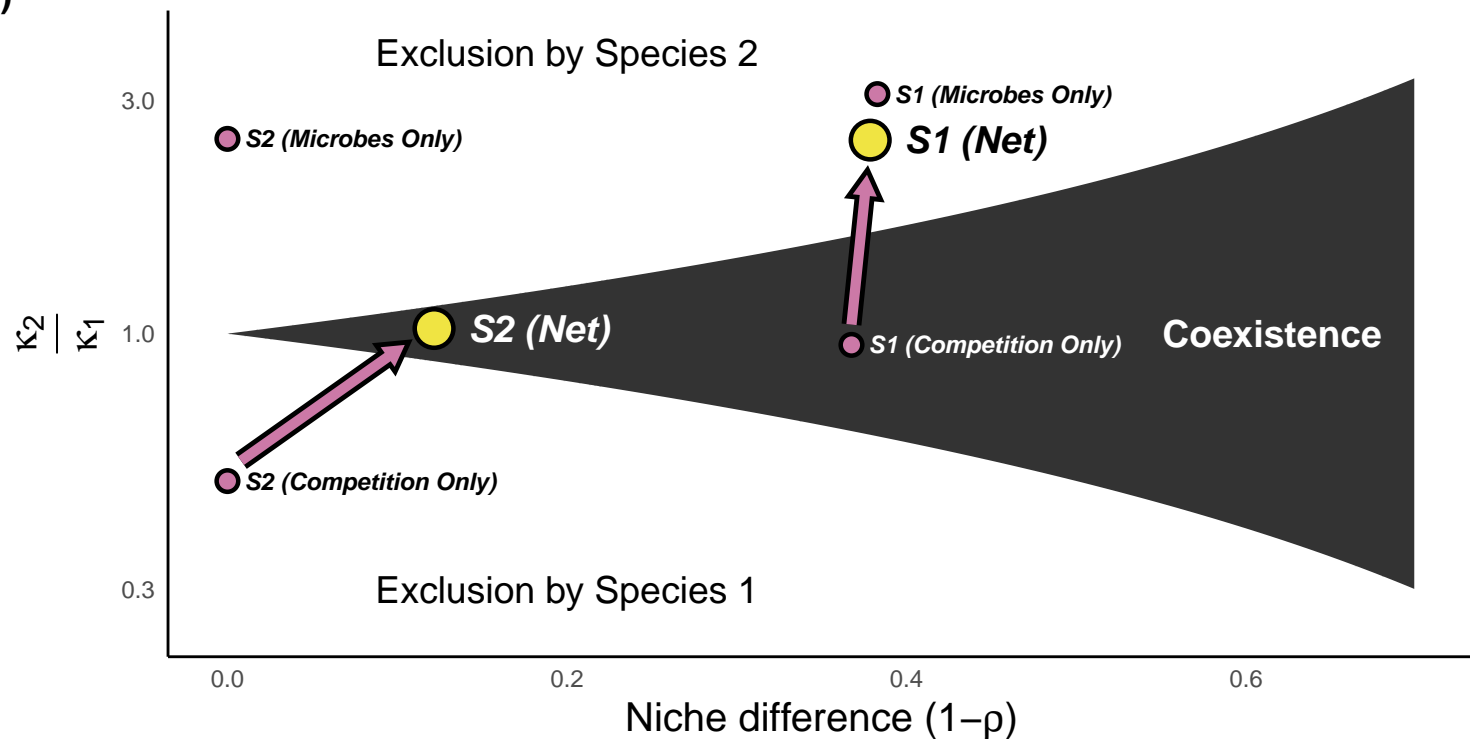 )
Exclusion by Species 2
3.0
S1 (Microbes Only)
S2 (Microbes Only)
S1 (Net)
κ2
κ1
1.0
S2 (Net)
S1 (Competition Only)
Coexistence
S2 (Competition Only)
0.3
Exclusion by Species 1
0.0 0.2 0.4 0.6
Niche difference (1−ρ)